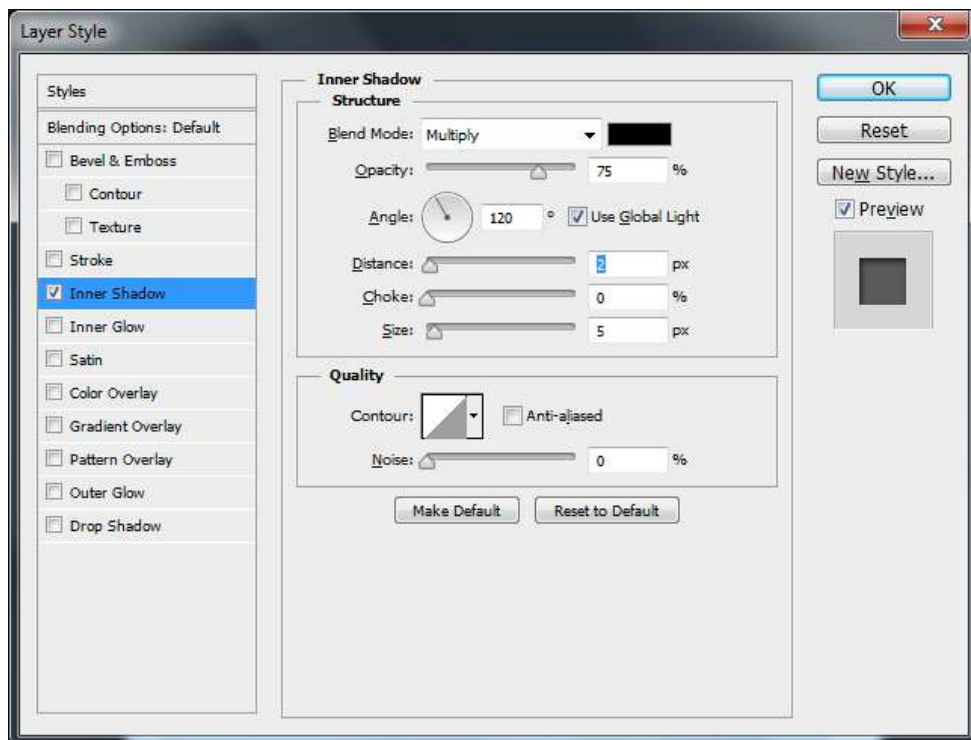 Layer Style
X
Styles
Blending Options: Default
Bevel & Emboss
Contour
Texture
Stroke
Inner Shadow
Inner Glow
Satin
Color Overlay
Gradient Overlay
Pattern Overlay
Outer Glow
Drop Shadow
Inner Shadow
Structure
Blend Mode: Multiply
Opacity: 75 %
Angle: 120 ° Use Global Light
Distance: 2 px
Choke: 0 %
Size: 5 px
Quality
Contour: Anti-aliased
Noise: 0 %
Make Default Reset to Default
OK
Reset
New Style...
Preview